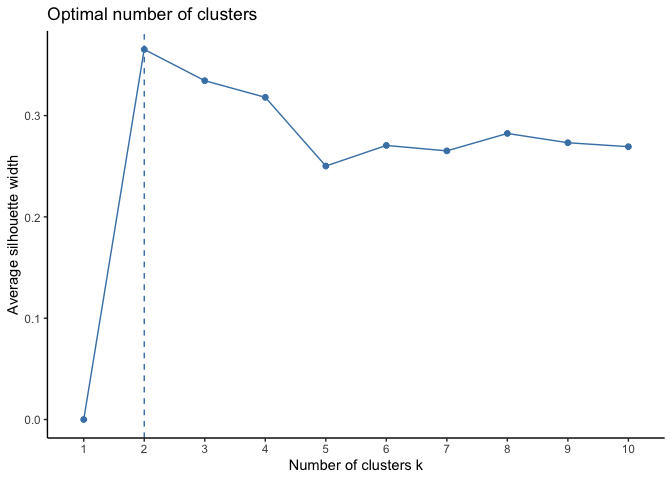 Optimal number of clusters
Average silhouette width
0.3
0.2
0.1
0.0
1 2 3 4 5 6 7 8 9 10
Number of clusters k